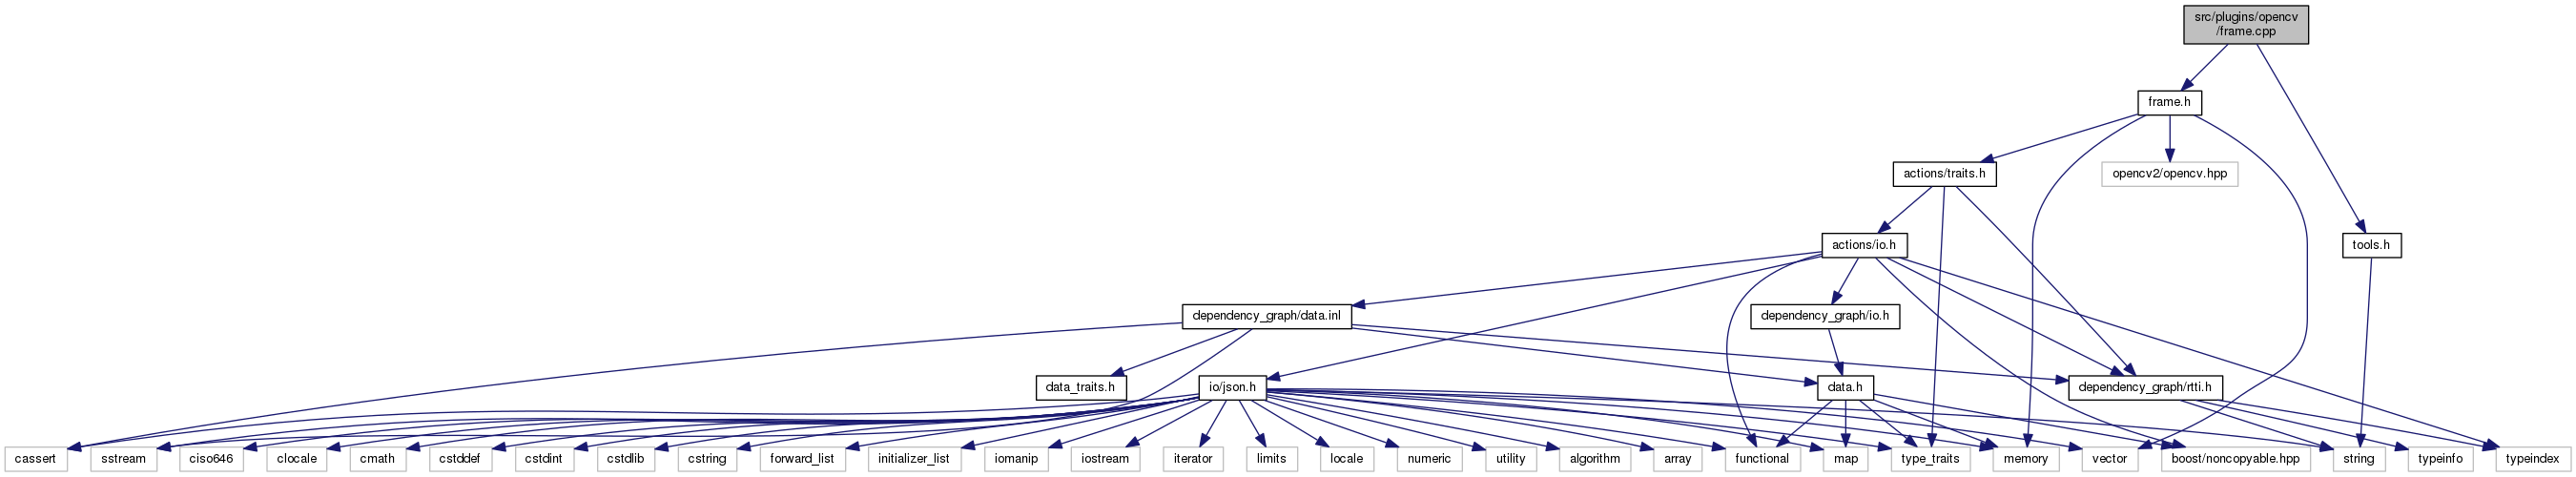 src/plugins/opencv
/frame.cpp
frame.h
actions/traits.h
opencv2/opencv.hpp
actions/io.h
tools.h
dependency_graph/data.inl
dependency_graph/io.h
data_traits.h
io/json.h
data.h
dependency_graph/rtti.h
cassert
sstream
ciso646
clocale
cmath
cstddef
cstdint
cstdlib
cstring
forward_list
initializer_list
iomanip
iostream
iterator
limits
locale
numeric
utility
algorithm
array
functional
map
type_traits
memory
vector
boost/noncopyable.hpp
string
typeinfo
typeindex